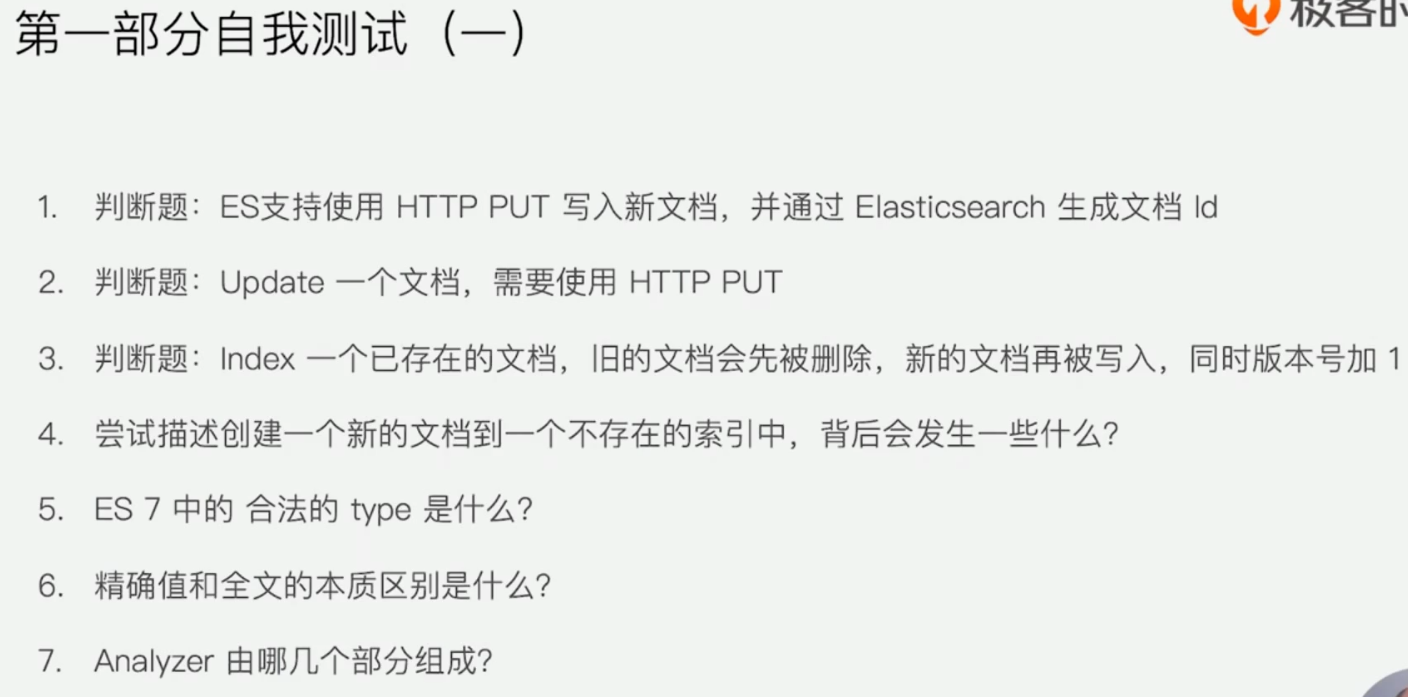 第一部分自我测试（一）
极客时
1. 判断题：ES支持使用 HTTP PUT 写入新文档，并通过 Elasticsearch 生成文档 Id
2. 判断题：Update 一个文档，需要使用 HTTP PUT
3. 判断题：Index 一个已存在的文档，旧的文档会先被删除，新的文档再被写入，同时版本号加 1
4. 尝试描述创建一个新的文档到一个不存在的索引中，背后会发生一些什么？
5. ES 7 中的 合法的 type 是什么？
6. 精确值和全文的本质区别是什么？
7. Analyzer 由哪几个部分组成？